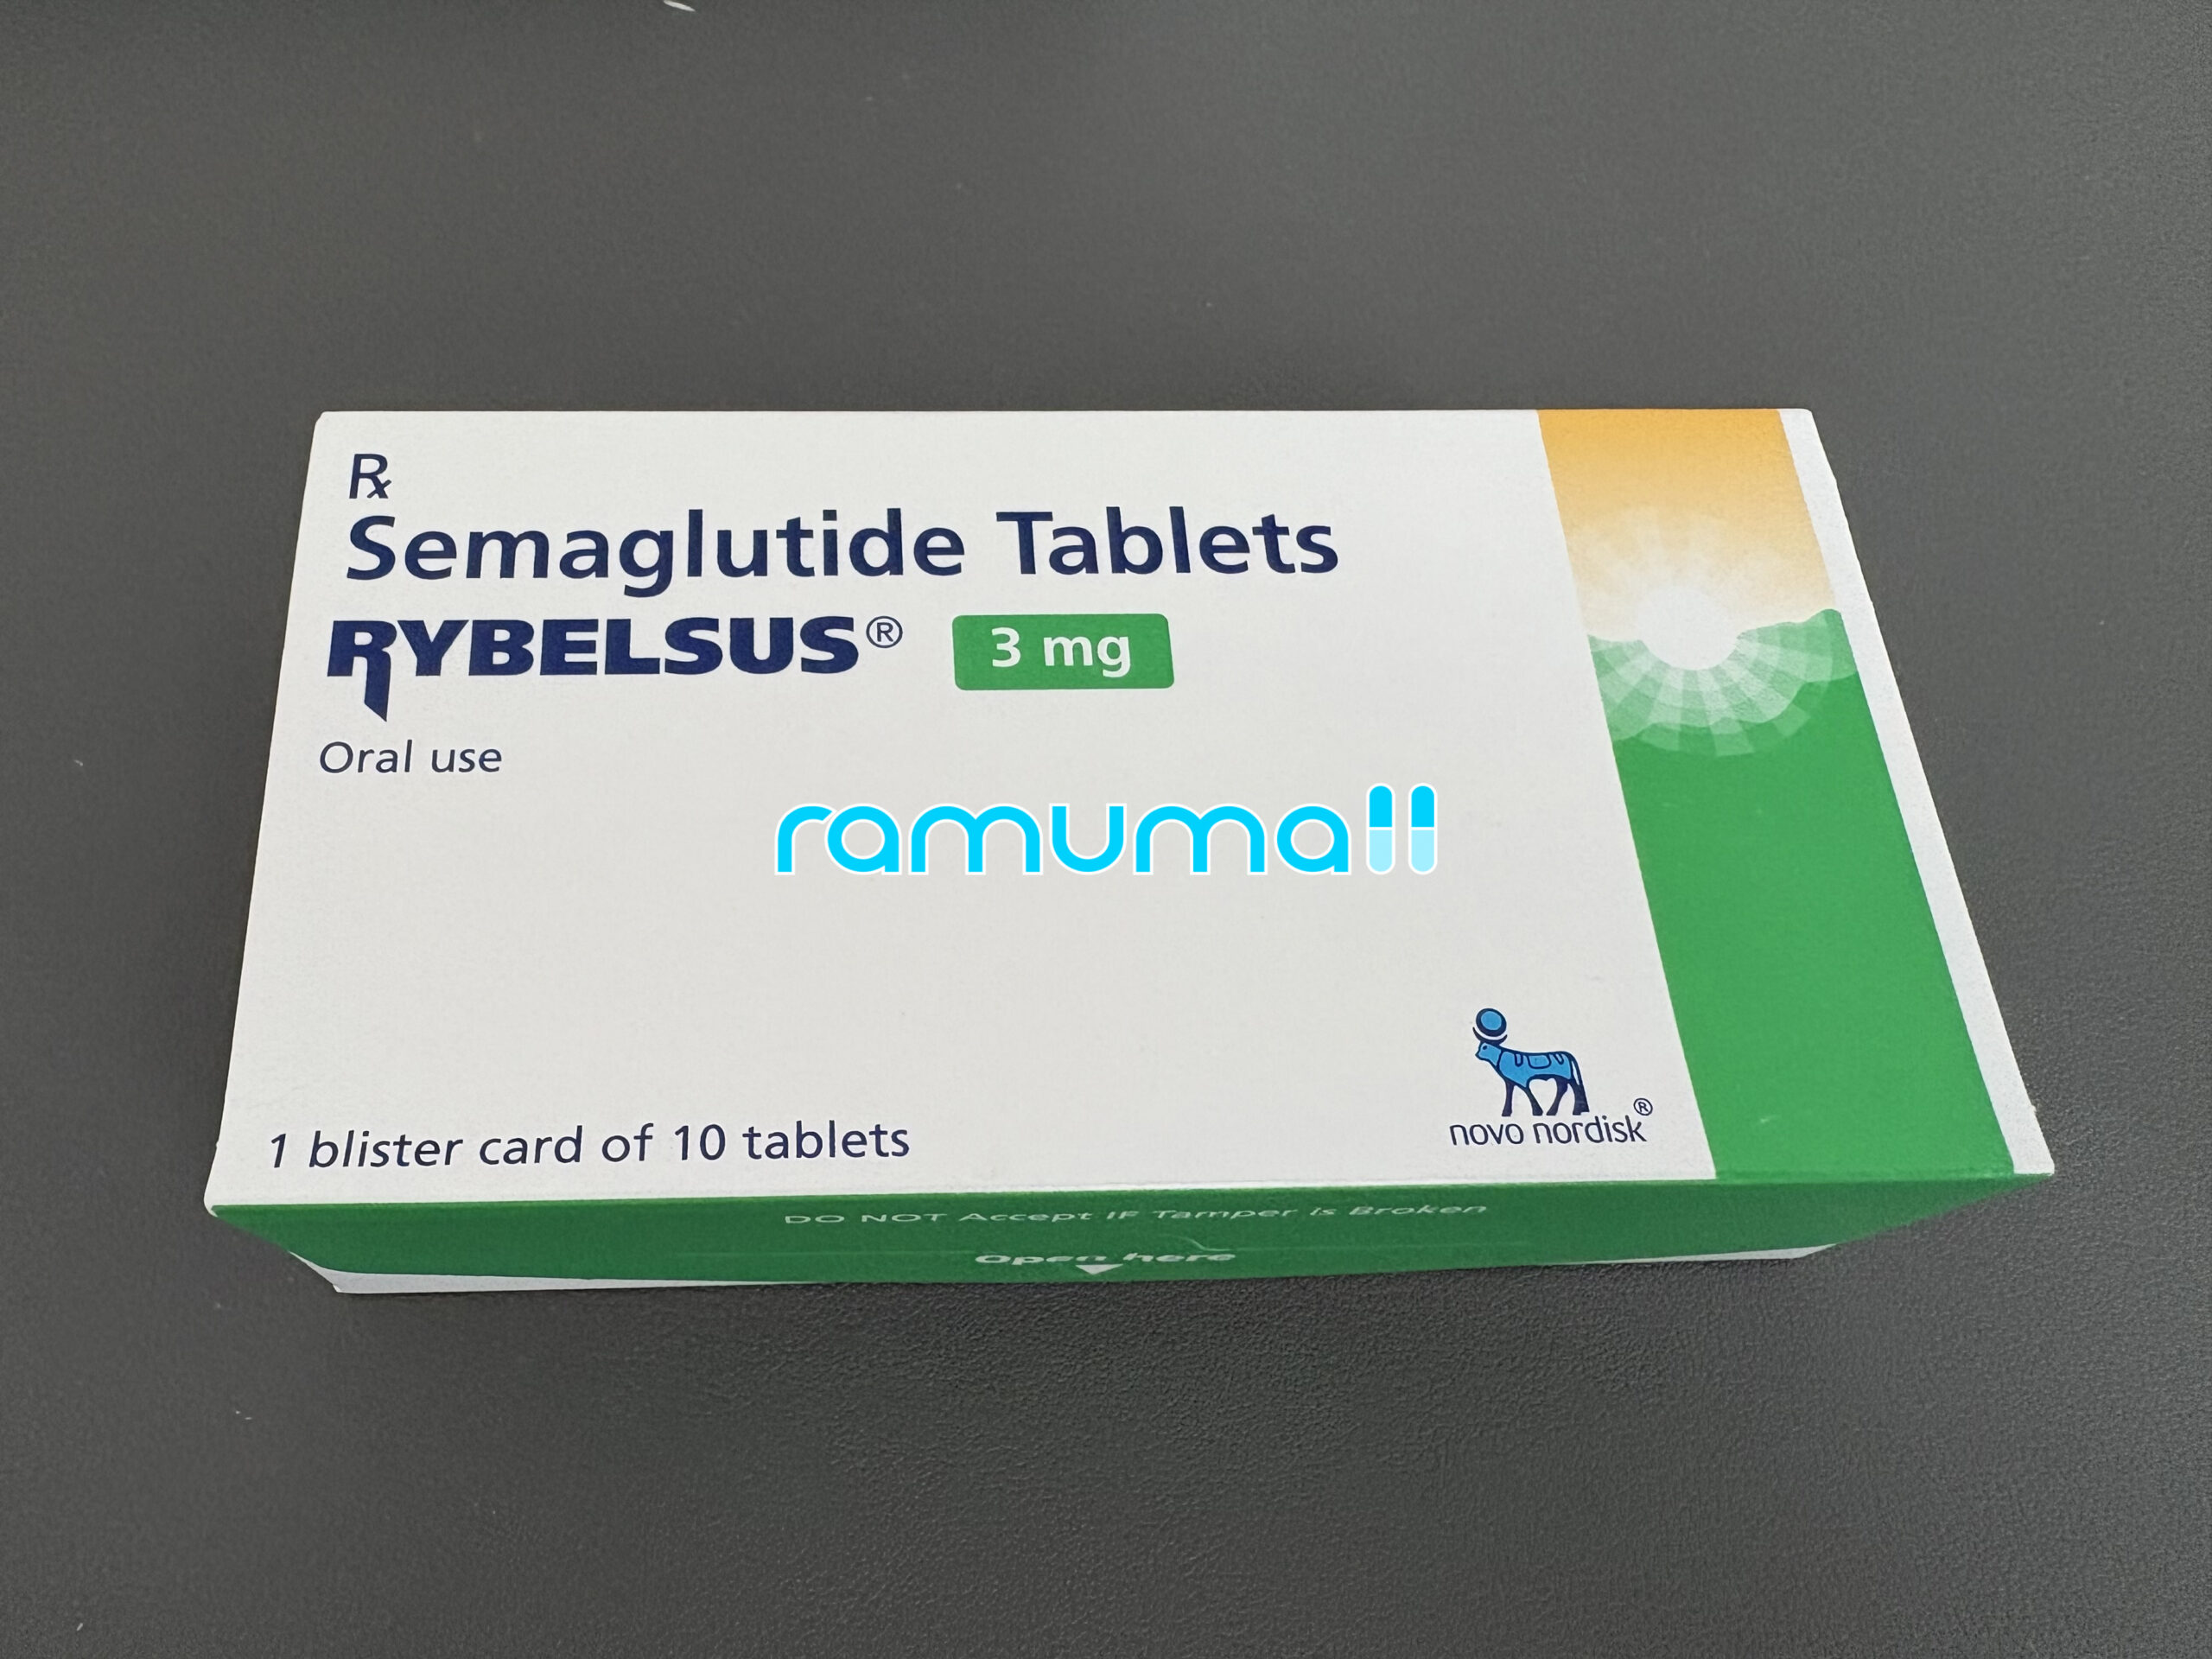 Rx
Semaglutide Tablets
RYBELSUS® 3 mg
Oral use
ramumall
1 blister card of 10 tablets
novo nordisk®
DO NOT Accept IF Tamper is Broken
Open here